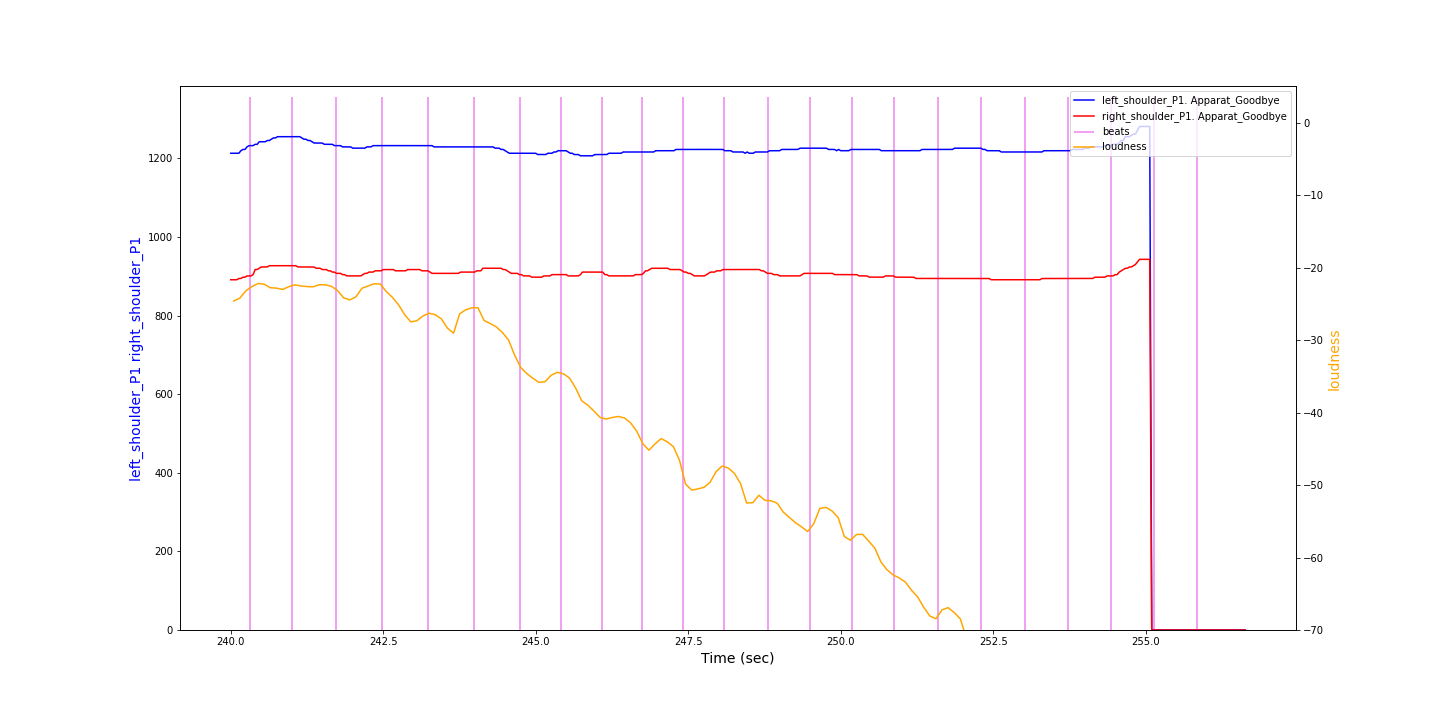 left_shoulder_P1. Apparat_Goodbye
right_shoulder_P1. Apparat_Goodbye
beats
loudness
1200
1000
800
600
400
200
0
0
−10
−20
−30
−40
−50
−60
−70
240.0 242.5 245.0 247.5 250.0 252.5 255.0
Time (sec)
left_shoulder_P1 right_shoulder_P1
loudness